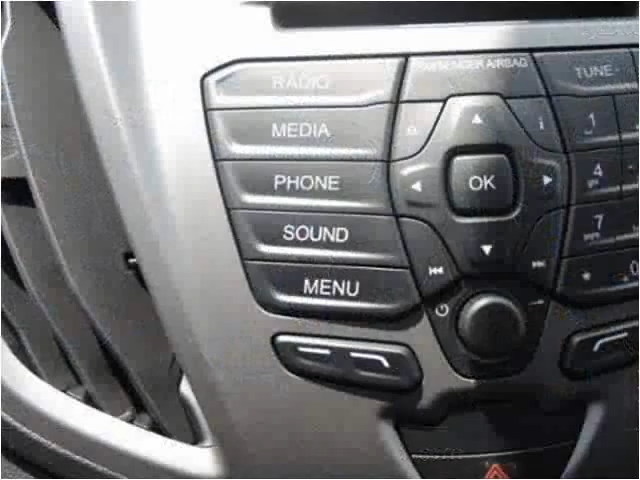 RADIO
PASSENGER AIRBAG
TUNE -
MEDIA
i
1
PHONE
OK
4
SOUND
7
MENU
*